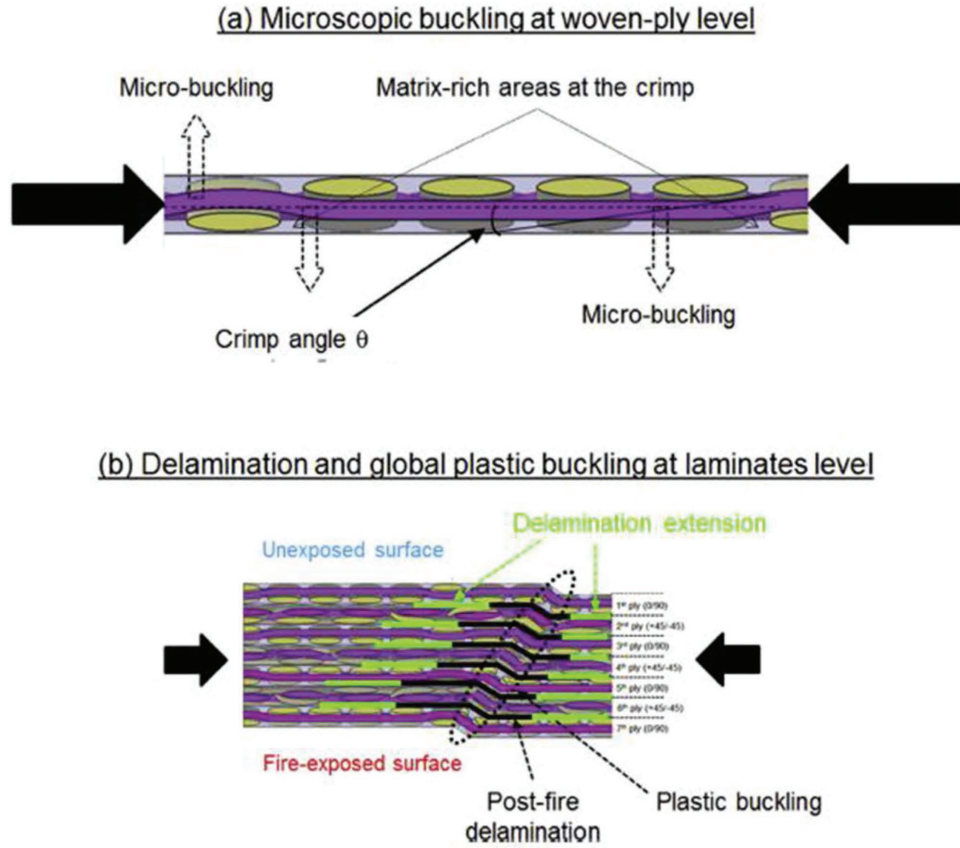 (a) Microscopic buckling at woven-ply level
Micro-buckling
Matrix-rich areas at the crimp
Micro-buckling
Crimp angle θ
(b) Delamination and global plastic buckling at laminates level
Delamination extension
Unexposed surface
1st ply (0/90)
2nd ply (+45/-45)
3rd ply (0/90)
4th ply (+45/-45)
5th ply (0/90)
6th ply (+45/-45)
7th ply (0/90)
Fire-exposed surface
Post-fire
delamination
Plastic buckling